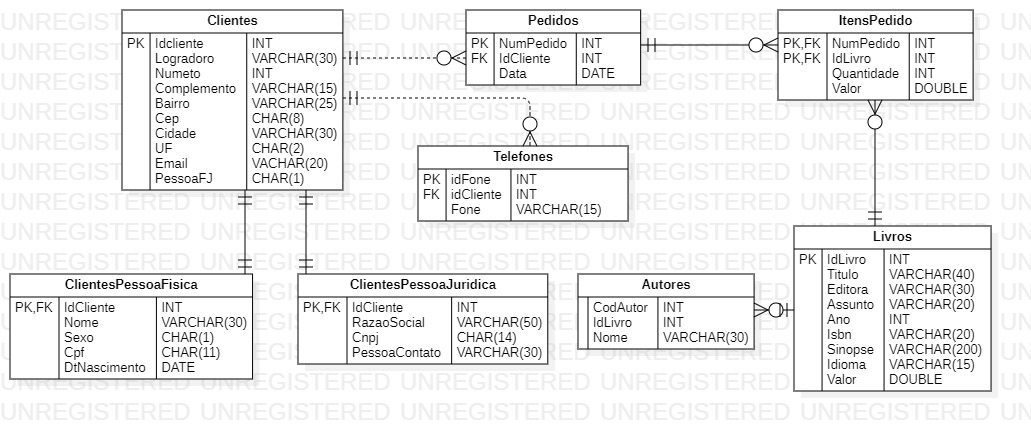 Clientes
PK Idcliente INT
Logradoro VARCHAR(30)
Numeto INT
Complemento VARCHAR(15)
Bairro VARCHAR(25)
Cep CHAR(8)
Cidade VARCHAR(30)
UF CHAR(2)
Email VACHAR(20)
PessoaFJ CHAR(1)
Pedidos
PK NumPedido INT
FK IdCliente INT
Data DATE
ItensPedido
PK,FK NumPedido INT
PK,FK IdLivro INT
Quantidade INT
Valor DOUBLE
Telefones
PK idFone INT
FK idCliente INT
Fone VARCHAR(15)
ClientesPessoaFisica
PK,FK IdCliente INT
Nome VARCHAR(30)
Sexo CHAR(1)
Cpf CHAR(11)
DtNascimento DATE
ClientesPessoaJuridica
PK,FK IdCliente INT
RazaoSocial VARCHAR(50)
Cnpj CHAR(14)
PessoaContato VARCHAR(30)
Autores
CodAutor INT
IdLivro INT
Nome VARCHAR(30)
Livros
PK IdLivro INT
Titulo VARCHAR(40)
Editora VARCHAR(30)
Assunto VARCHAR(20)
Ano INT
Isbn VARCHAR(20)
Sinopse VARCHAR(200)
Idioma VARCHAR(15)
Valor DOUBLE
UNREGISTERED UNREGISTERED UNREGISTERED UNREGISTERED UNREGISTERED